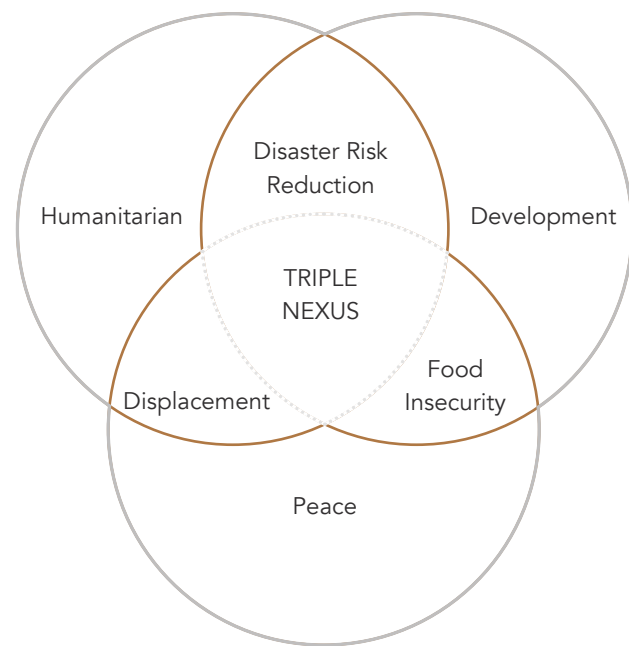 Disaster Risk
Reduction
Humanitarian
Development
TRIPLE
NEXUS
Displacement
Food
Insecurity
Peace